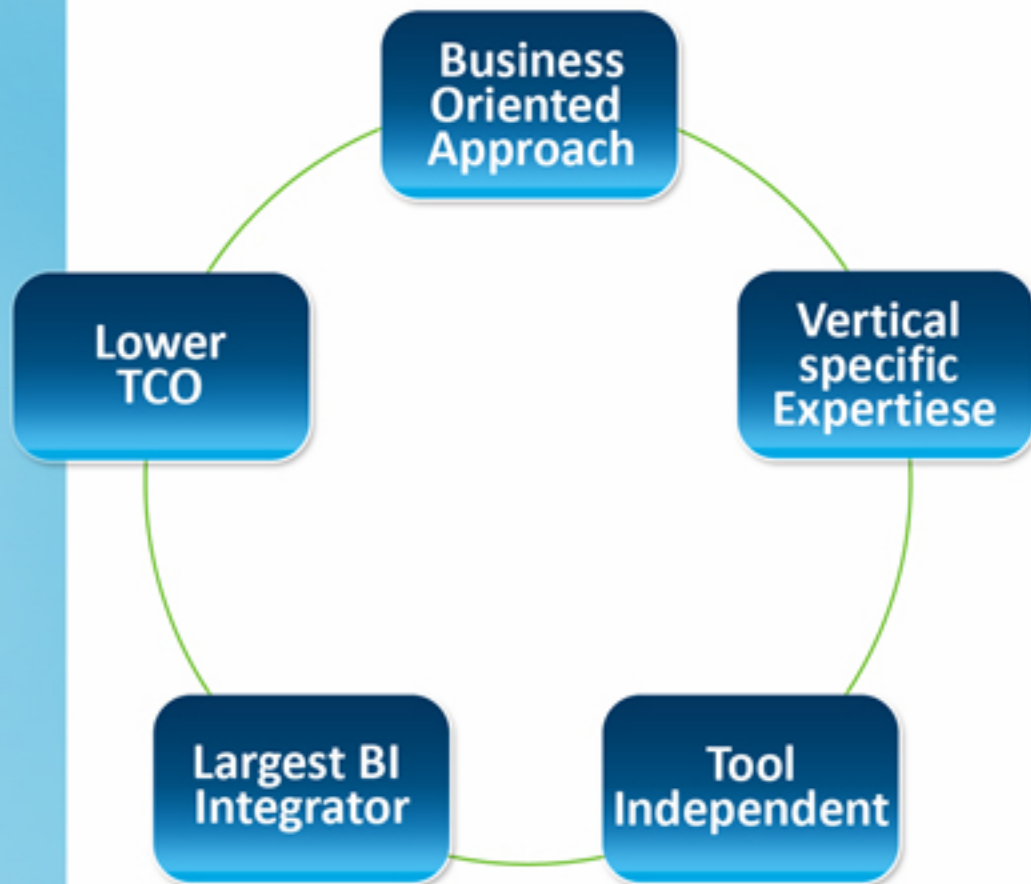 Business
Oriented
Approach
Vertical
specific
Expertiese
Tool
Independent
Largest BI
Integrator
Lower
TCO